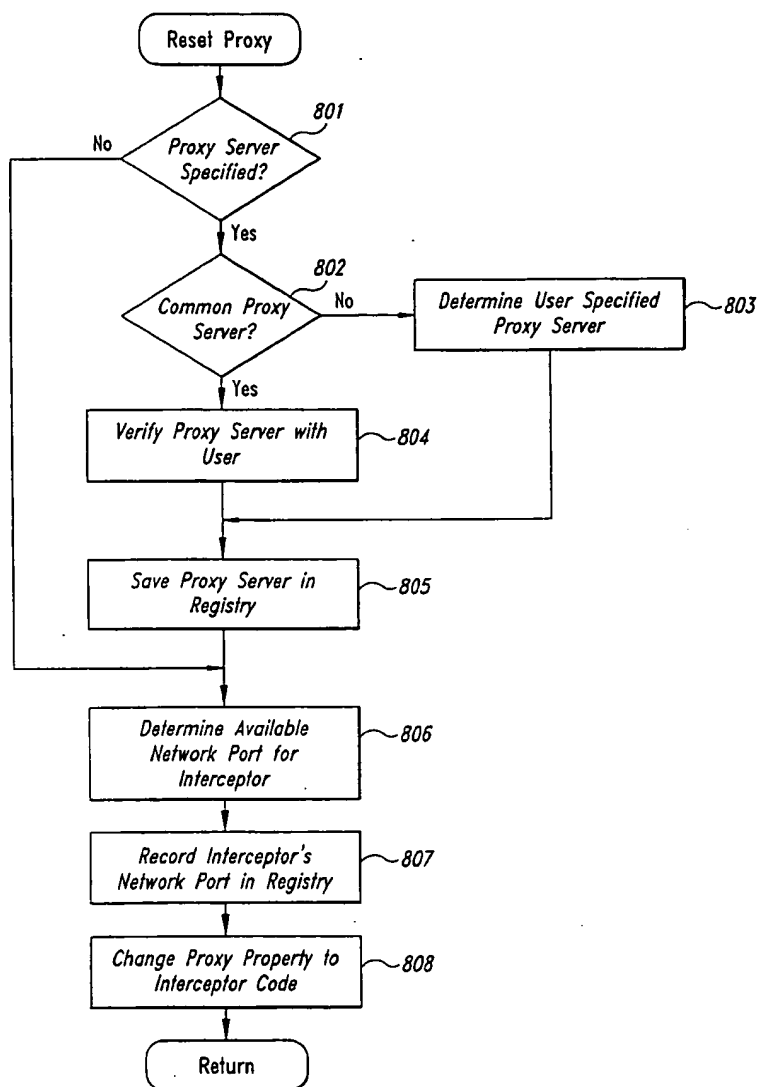 Reset Proxy
801
No
Proxy Server
Specified?
Yes
802
Common Proxy
Server?
No
Determine User Specified
Proxy Server
803
Yes
Verify Proxy Server with
User
804
Save Proxy Server in
Registry
805
Determine Available
Network Port for
Interceptor
806
Record Interceptor's
Network Port in Registry
807
Change Proxy Property to
Interceptor Code
808
Return